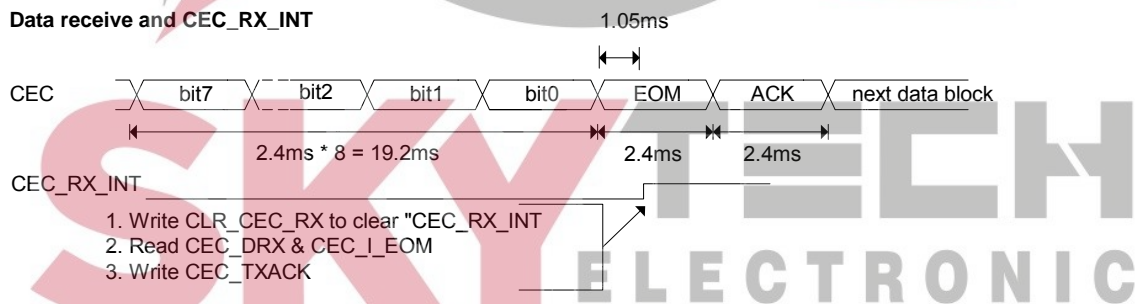 Data receive and CEC_RX_INT
1.05ms
CEC bit7 bit2 bit1 bit0 EOM ACK next data block
2.4ms * 8 = 19.2ms 2.4ms 2.4ms
CEC_RX_INT
1. Write CLR_CEC_RX to clear "CEC_RX_INT
2. Read CEC_DRX & CEC_I_EOM
3. Write CEC_TXACK
SKYTECH
ELECTRONIC